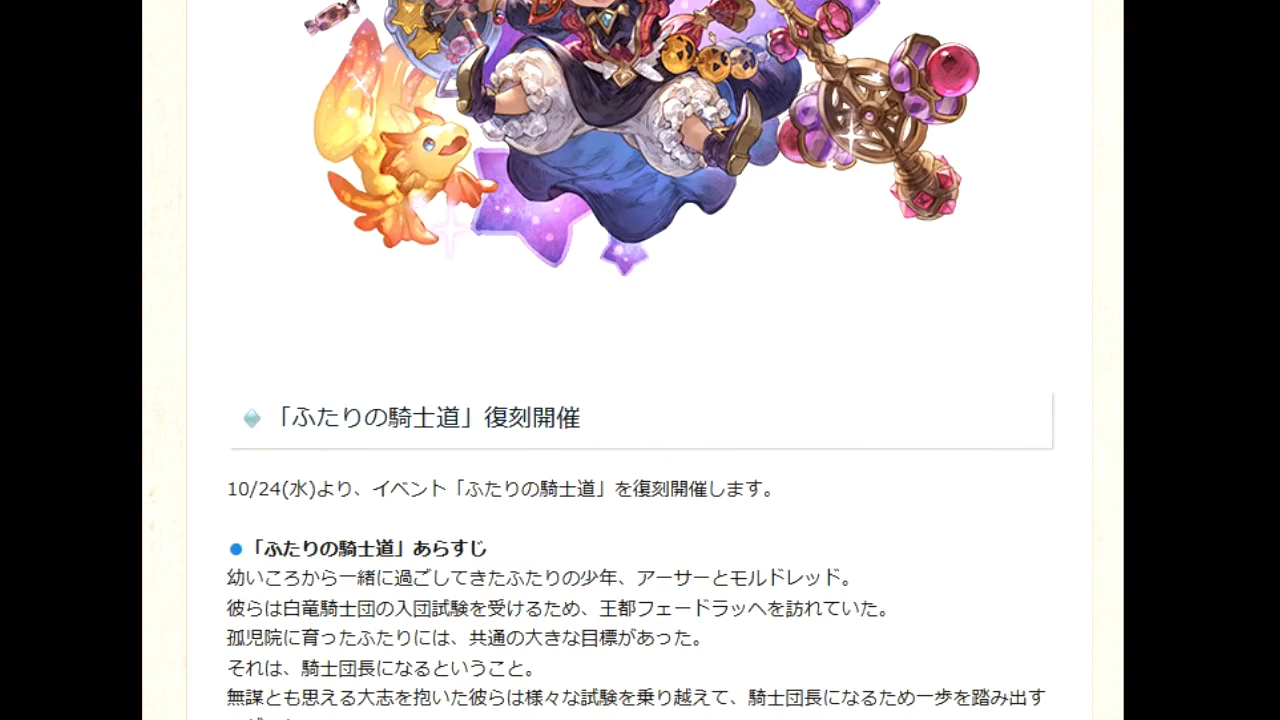 「ふたりの騎士道」復刻開催
10/24(水)より、イベント「ふたりの騎士道」を復刻開催します。
●「ふたりの騎士道」あらすじ
幼いころから一緒に過ごしてきたふたりの少年、アーサーとモルドレッド。
彼らは白竜騎士団の入団試験を受けるため、王都フェードラッヘを訪れていた。
孤児院に育ったふたりには、共通の大きな目標があった。
それは、騎士団長になるということ。
無謀とも思える大志を抱いた彼らは様々な試験を乗り越えて、騎士団長になるため一歩を踏み出す